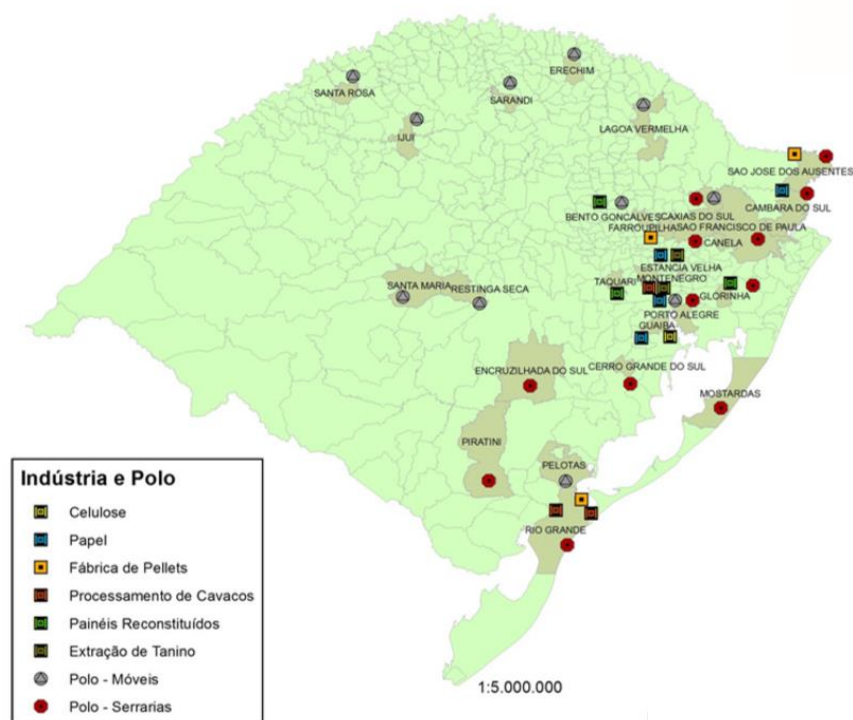 ERECHIM
SANTA ROSA
SARANDI
IJUI
LAGOA VERMELHA
SAO JOSE DOS AUSENTES
CAMBARA DO SUL
BENTO GONCALVES
CAXIAS DO SUL
FARROUPILHA
SAO FRANCISCO DE PAULA
CANELA
ESTANCIA VELHA
MONTENEGRO
TAQUARI
GLORINHA
SANTA MARIA
RESTINGA SECA
PORTO ALEGRE
GUAIBA
ENCRUZILHADA DO SUL
CERRO GRANDE DO SUL
MOSTARDAS
PIRATINI
PELOTAS
RIO GRANDE
Indústria e Polo
Celulose
Papel
Fábrica de Pellets
Processamento de Cavacos
Painéis Reconstituídos
Extração de Tanino
Polo - Móveis
Polo - Serrarias
1:5.000.000